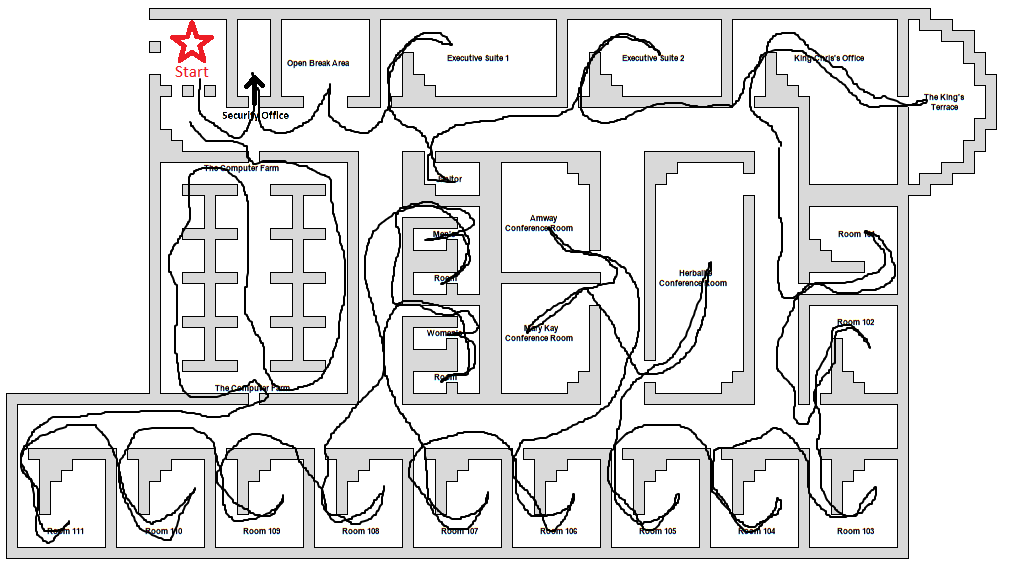 Start
Open Break Area
Executive Suite 1
Executive Suite 2
King Chris's Office
The King's
Terrace
Security Office
The Computer Farm
Janitor
Amway
Conference Room
Men's
Room
Room 101
Herbalife
Conference Room
Mary Kay
Conference Room
Women's
Room
Room 102
The Computer Farm
Room 111
Room 110
Room 109
Room 108
Room 107
Room 106
Room 105
Room 104
Room 103